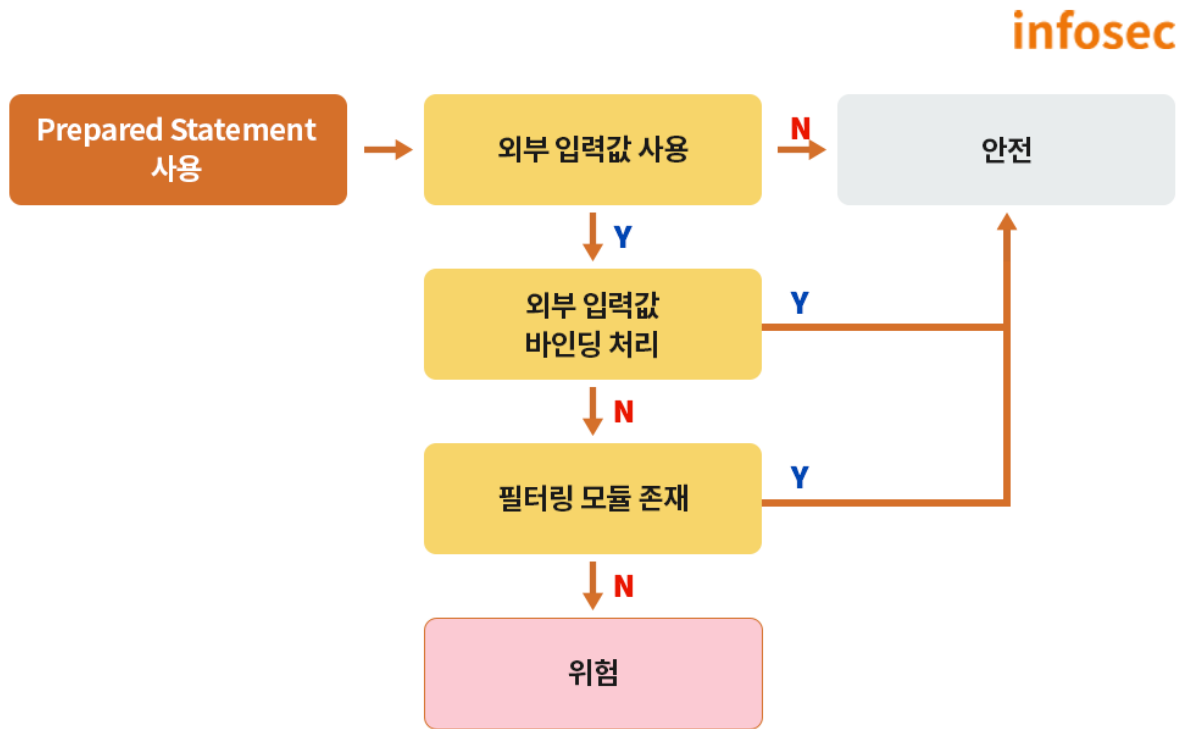 infosec
Prepared Statement
사용
외부 입력값 사용
N
안전
Y
외부 입력값
바인딩 처리
Y
N
필터링 모듈 존재
Y
N
위험